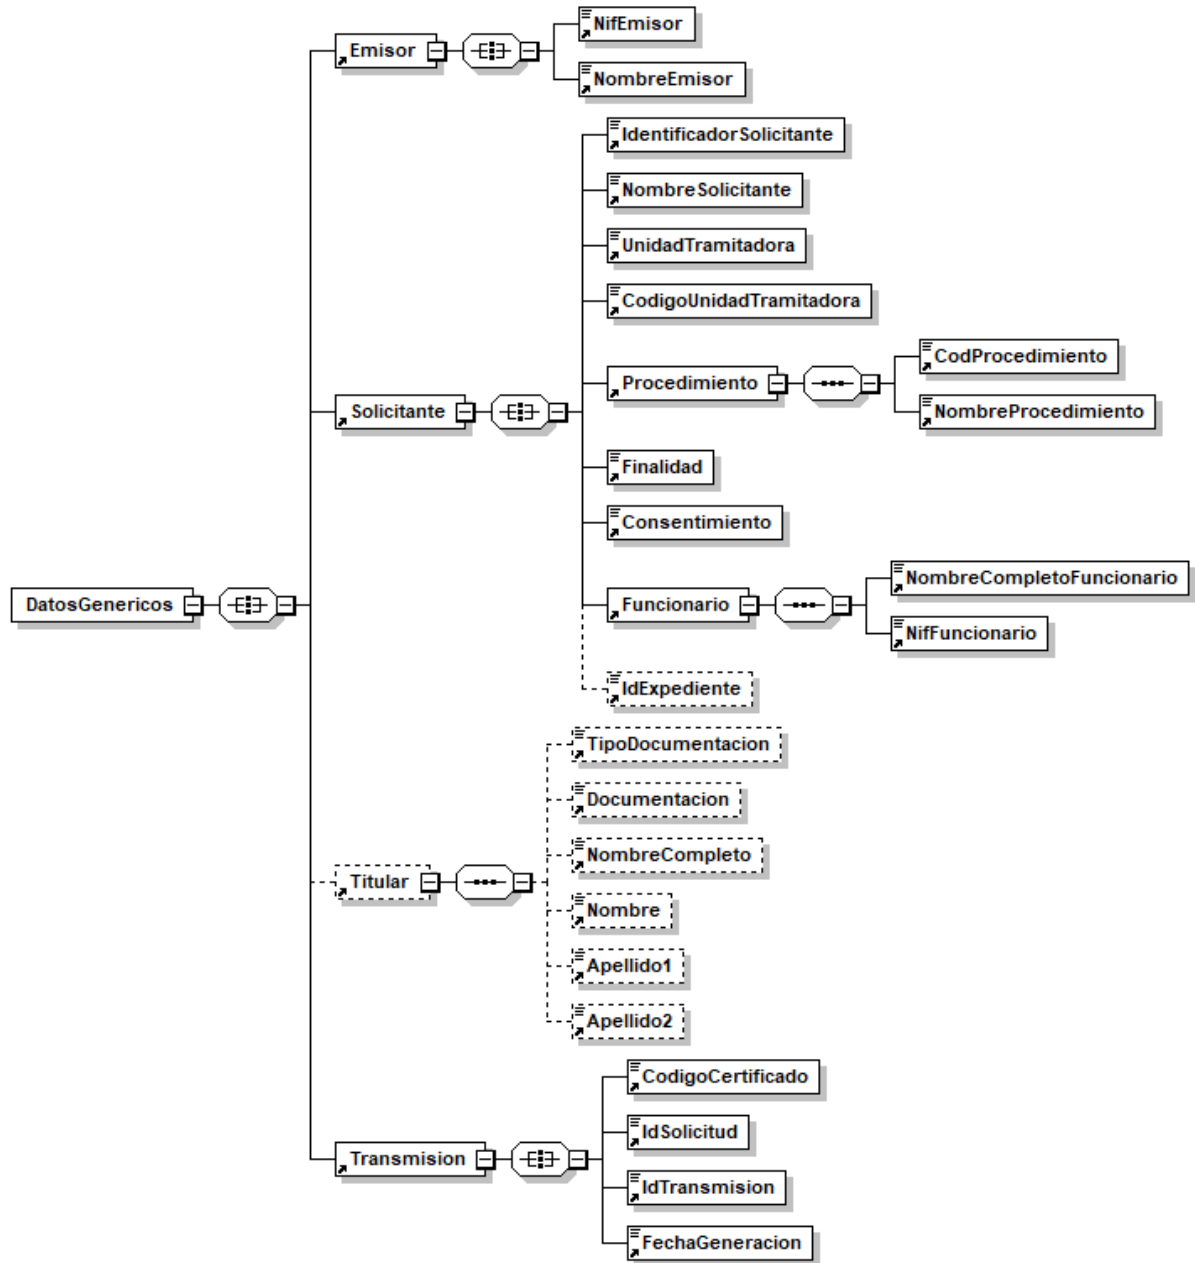 Emisor
NifEmisor
NombreEmisor
IdentificadorSolicitante
NombreSolicitante
UnidadTramitadora
CodigoUnidadTramitadora
Procedimiento
CodProcedimiento
NombreProcedimiento
Solicitante
Finalidad
Consentimiento
DatosGenericos
Funcionario
NombreCompletoFuncionario
NifFuncionario
IdExpediente
TipoDocumentacion
Documentacion
NombreCompleto
Titular
Nombre
Apellido1
Apellido2
CodigoCertificado
IdSolicitud
Transmision
IdTransmision
FechaGeneracion